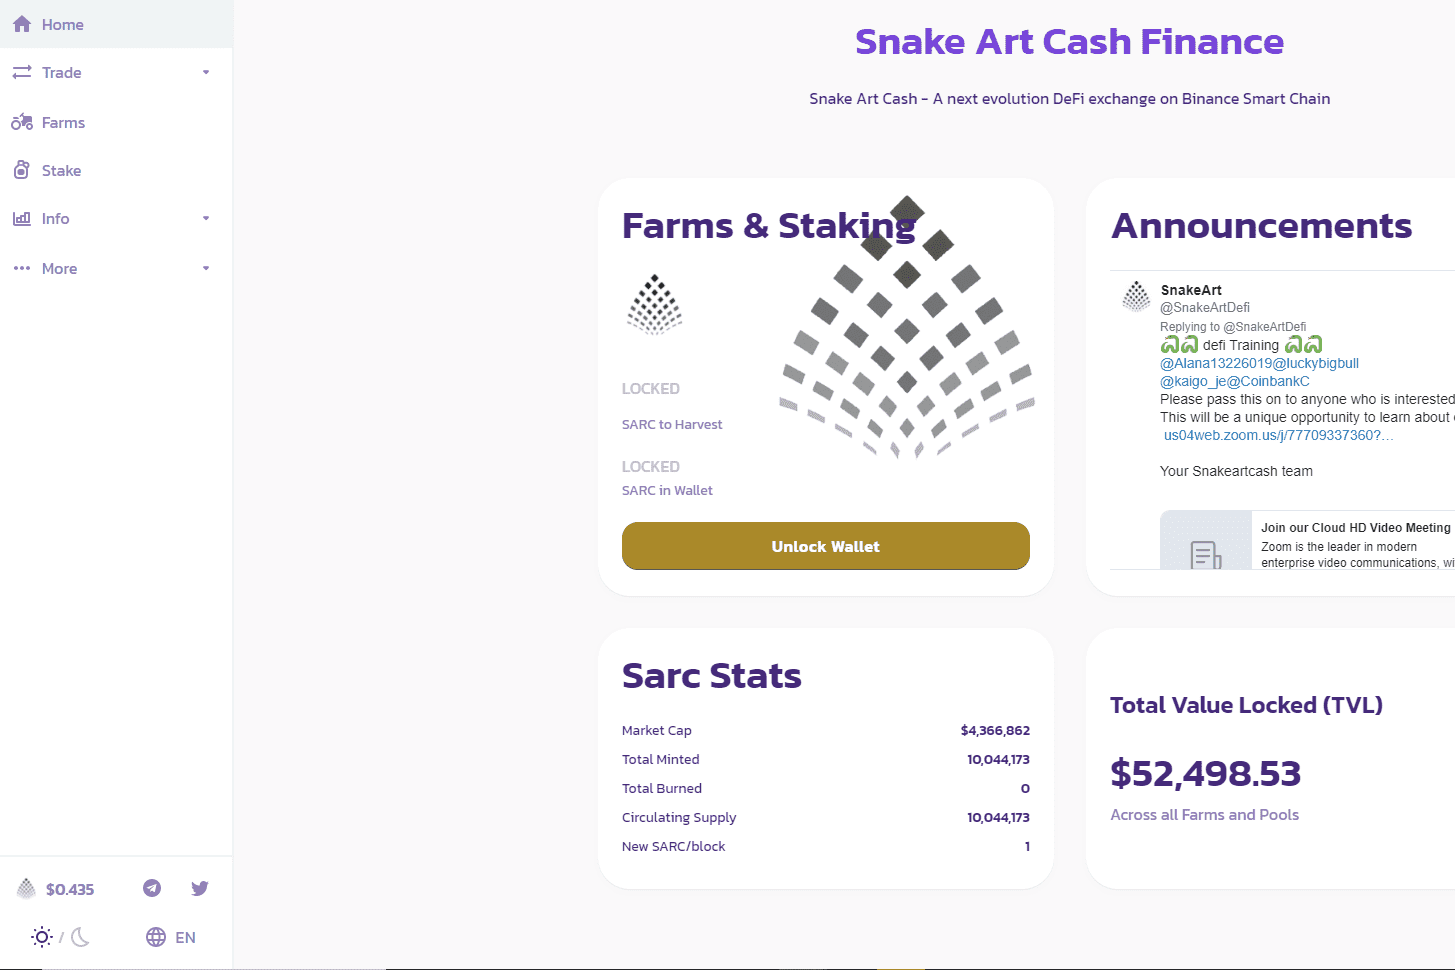 Home
Trade
Farms
Stake
Info
More
$0.435
/
EN
Snake Art Cash Finance
Snake Art Cash - A next evolution DeFi exchange on Binance Smart Chain
Farms & Staking
LOCKED
SARC to Harvest
LOCKED
SARC in Wallet
Unlock Wallet
Announcements
SnakeArt
@SnakeArtDefi
Replying to @SnakeArtDefi
🐍🐍 defi Training 🐍🐍
@Alana13226019@luckybigbull
@kaigo_je@CoinbankC
Please pass this on to anyone who is interested
This will be a unique opportunity to learn about
us04web.zoom.us/j/77709337360?…
Your Snakeartcash team
Join our Cloud HD Video Meeting
Zoom is the leader in modern
enterprise video communications, wi
Sarc Stats
Market Cap $4,366,862
Total Minted 10,044,173
Total Burned 0
Circulating Supply 10,044,173
New SARC/block 1
Total Value Locked (TVL)
$52,498.53
Across all Farms and Pools